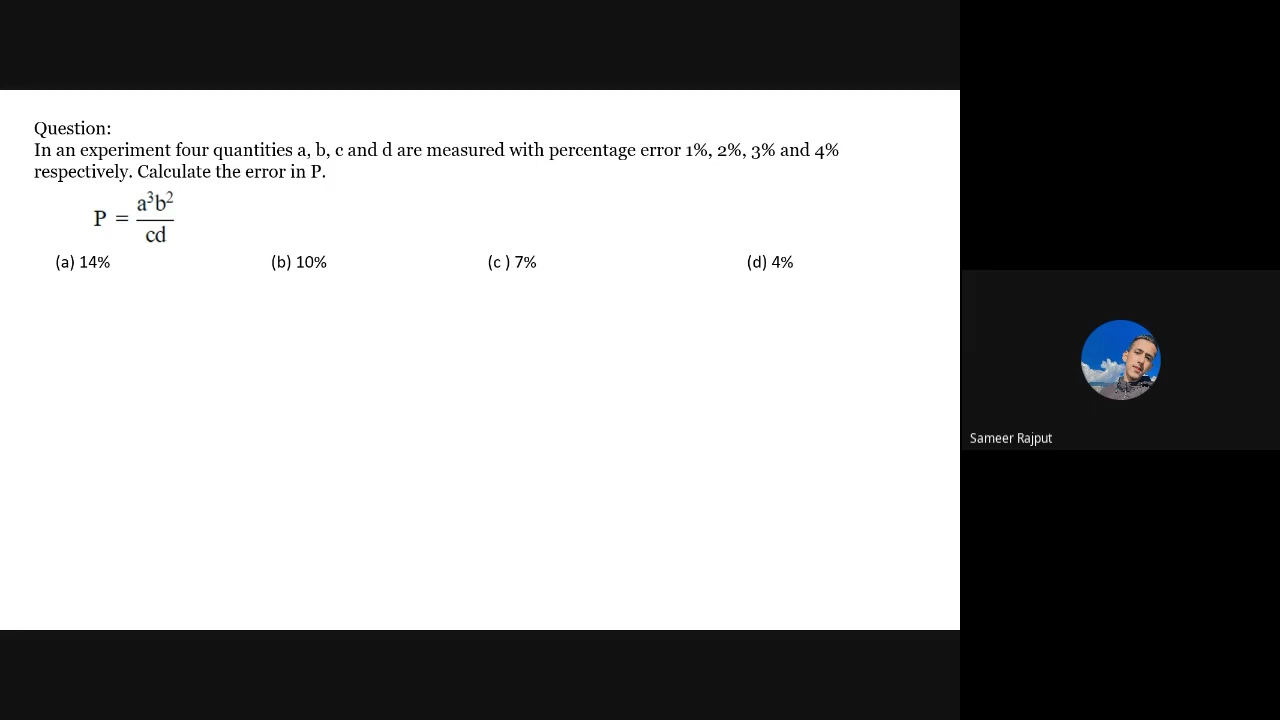 Question:
In an experiment four quantities a, b, c and d are measured with percentage error 1%, 2%, 3% and 4%
respectively. Calculate the error in P.
P = a³b²/cd
(a) 14% (b) 10% (c ) 7% (d) 4%
Sameer Rajput